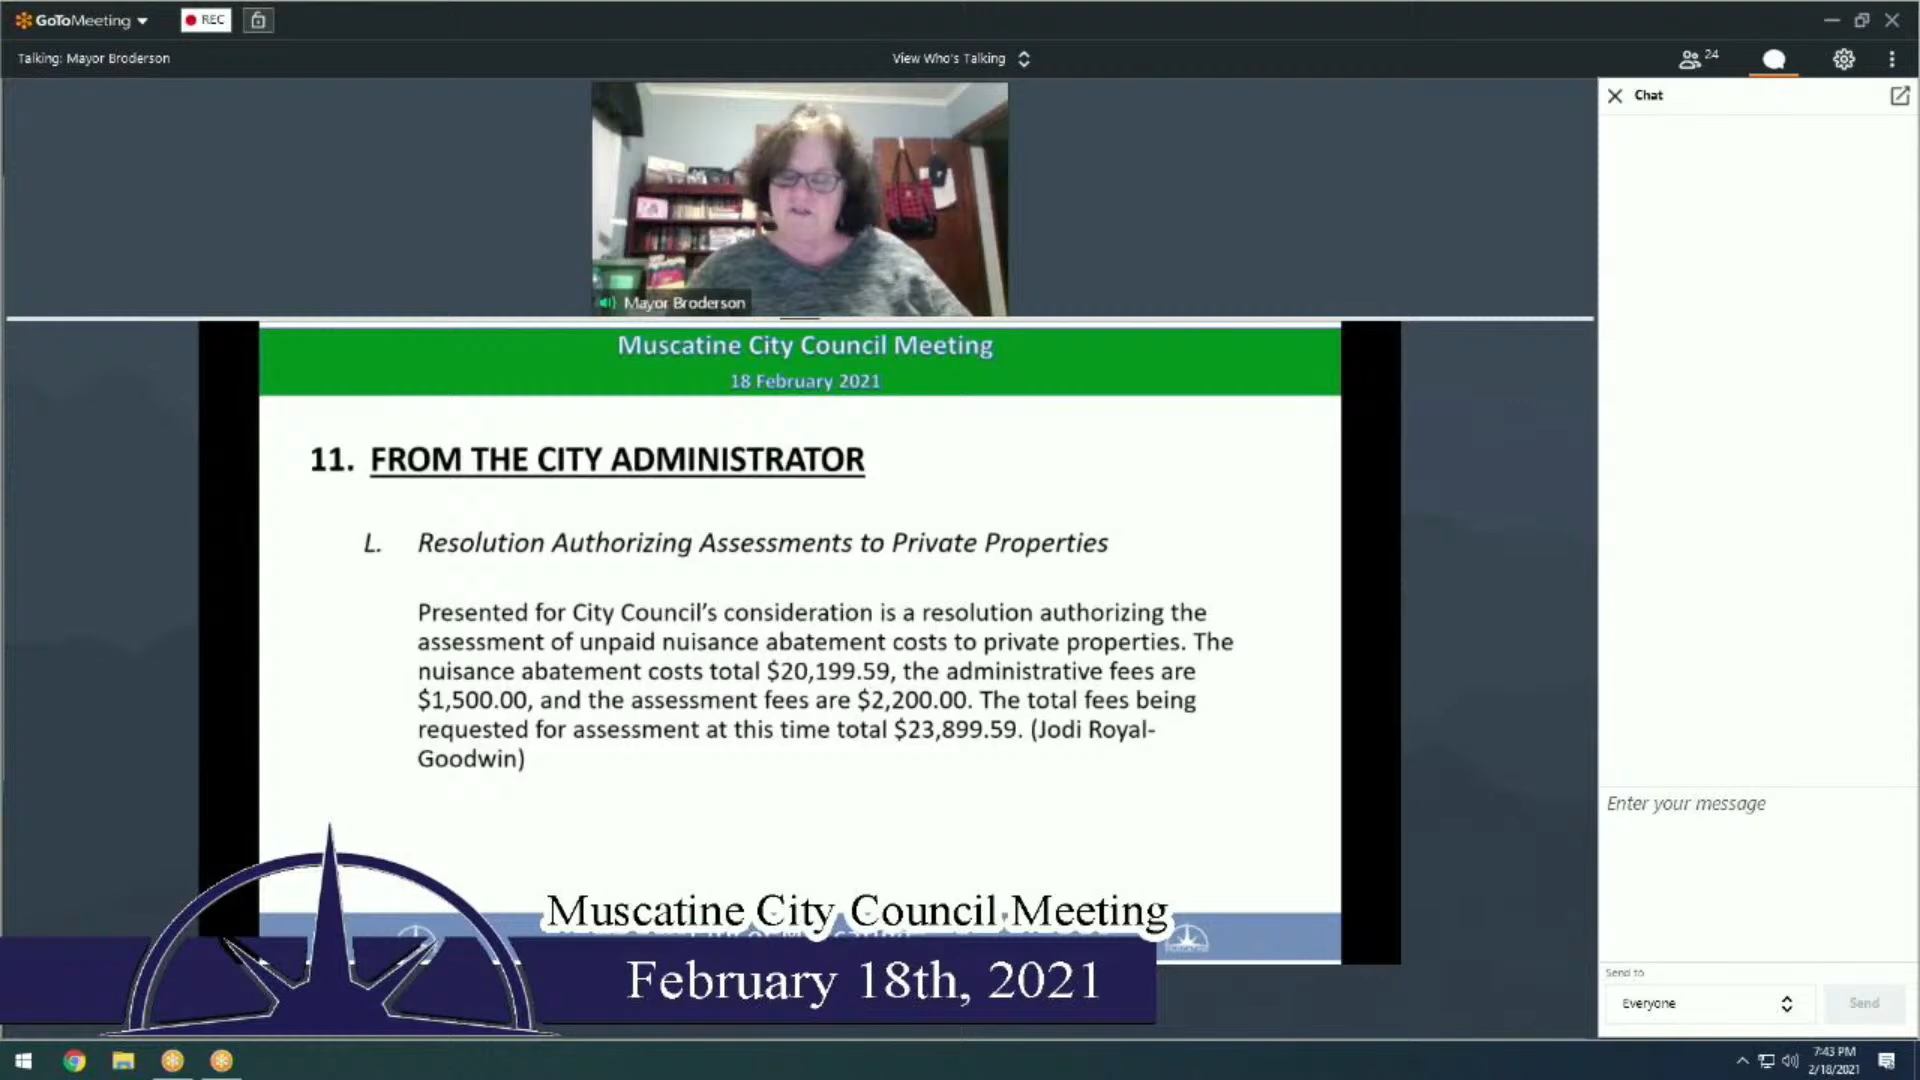 GoToMeeting
REC
Talking: Mayor Broderson
View Who's Talking
24
Chat
Mayor Broderson
Muscatine City Council Meeting
18 February 2021
11. FROM THE CITY ADMINISTRATOR
L. Resolution Authorizing Assessments to Private Properties
Presented for City Council's consideration is a resolution authorizing the
assessment of unpaid nuisance abatement costs to private properties. The
nuisance abatement costs total $20,199.59, the administrative fees are
$1,500.00, and the assessment fees are $2,200.00. The total fees being
requested for assessment at this time total $23,899.59. (Jodi Royal-
Goodwin)
Muscatine City Council Meeting
February 18th, 2021
Enter your message
Send to
Everyone
Send
7:43 PM
2/18/2021